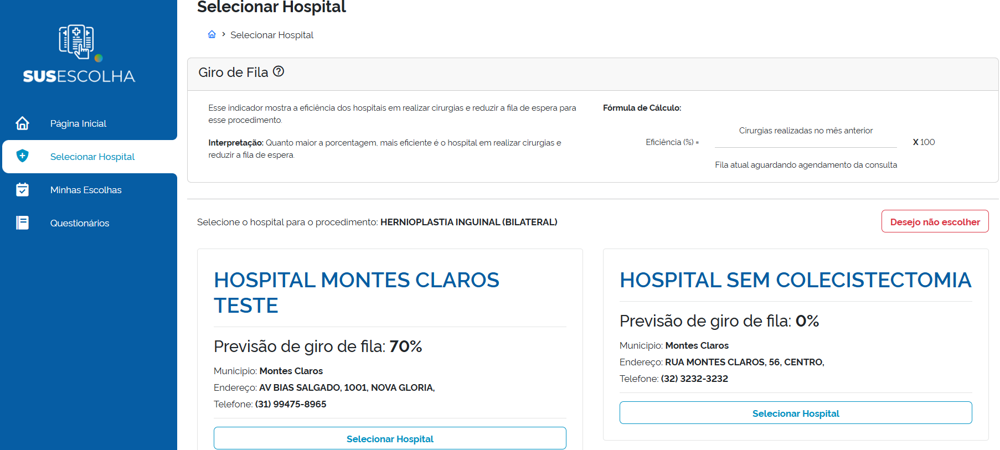 SUSESCOLHA
Página Inicial
Selecionar Hospital
Minhas Escolhas
Questionários
Selecionar Hospital
Selecionar Hospital
Giro de Fila
Esse indicador mostra a eficiência dos hospitais em realizar cirurgias e reduzir a fila de espera para
esse procedimento.
Interpretação: Quanto maior a porcentagem, mais eficiente é o hospital em realizar cirurgias e
reduzir a fila de espera.
Fórmula de Cálculo:
Cirurgias realizadas no mês anterior
Eficiência (%) =
X 100
Fila atual aguardando agendamento da consulta
Selecione o hospital para o procedimento: HERNIOPLASTIA INGUINAL (BILATERAL)
Desejo não escolher
HOSPITAL MONTES CLAROS
TESTE
Previsão de giro de fila: 70%
Municipio: Montes Claros
Endereço: AV BIAS SALGADO, 1001, NOVA GLORIA,
Telefone: (31) 99475-8965
Selecionar Hospital
HOSPITAL SEM COLECISTECTOMIA
Previsão de giro de fila: 0%
Municipio: Montes Claros
Endereço: RUA MONTES CLAROS, 56, CENTRO,
Telefone: (32) 3232-3232
Selecionar Hospital